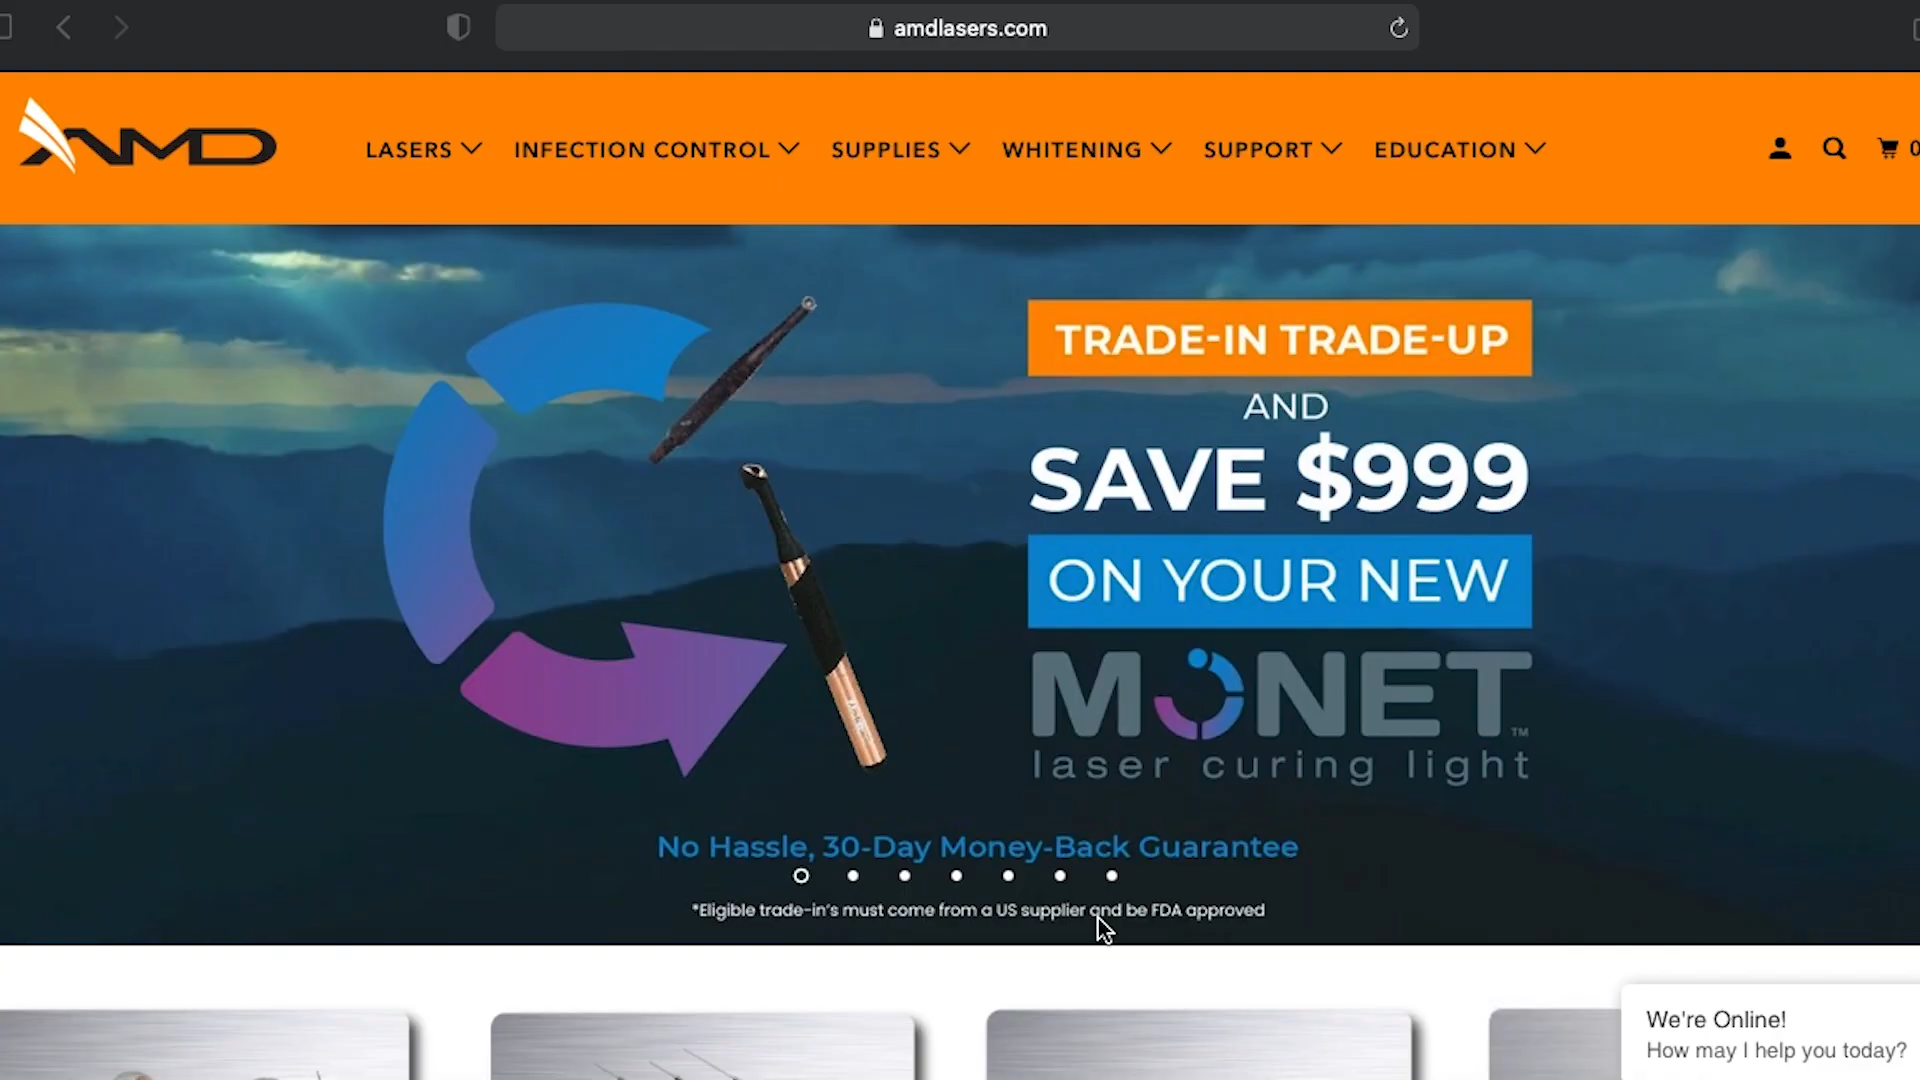 amdlasers.com
AMD
LASERS
INFECTION CONTROL
SUPPLIES
WHITENING
SUPPORT
EDUCATION
0
TRADE-IN TRADE-UP
AND
SAVE $999
ON YOUR NEW
MONET™
laser curing light
No Hassle, 30-Day Money-Back Guarantee
*Eligible trade-in's must come from a US supplier and be FDA approved
We're Online!
How may I help you today?